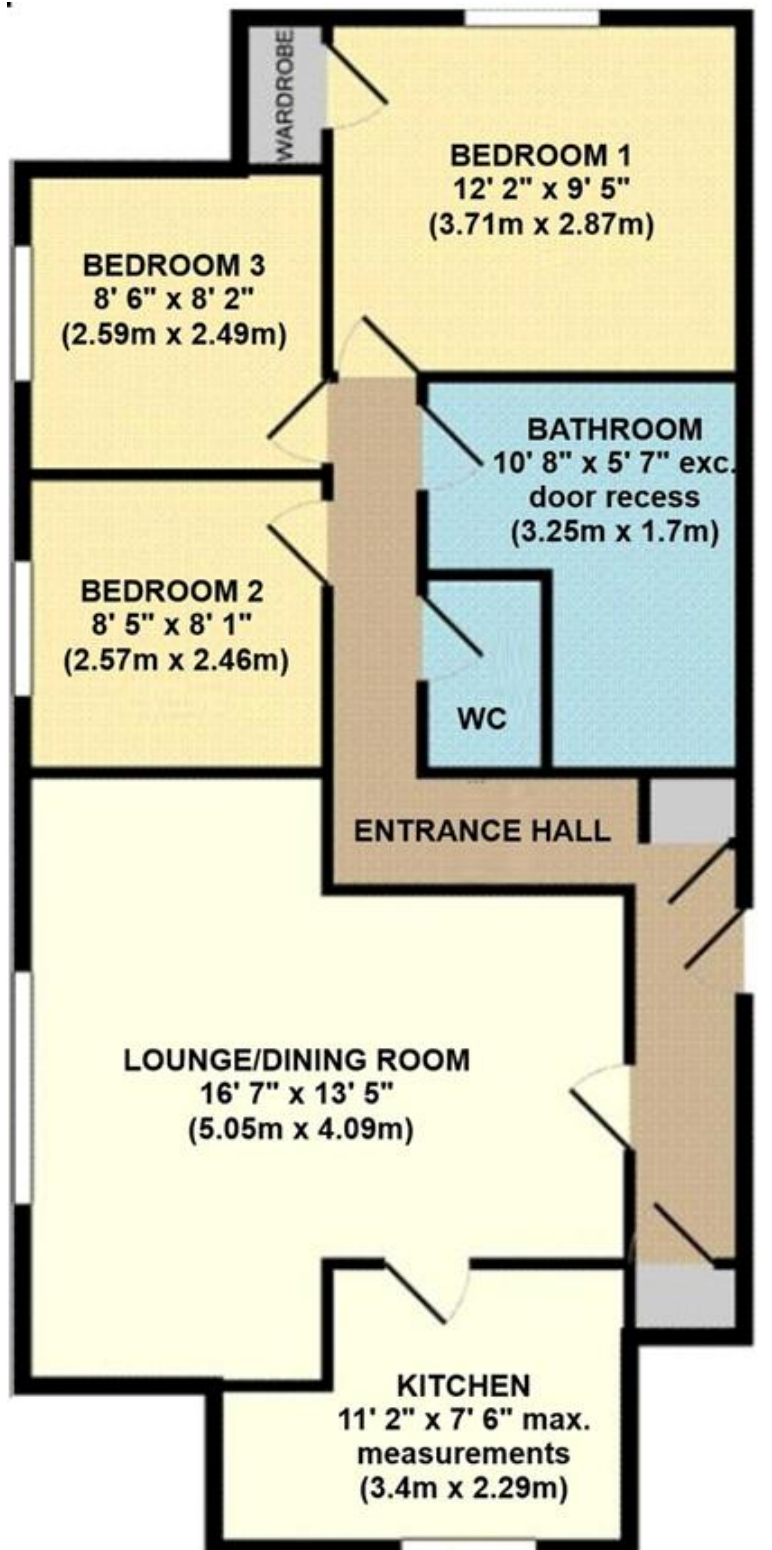 WARDROBE
BEDROOM 1
12' 2" x 9' 5"
(3.71m x 2.87m)
BEDROOM 3
8' 6" x 8' 2"
(2.59m x 2.49m)
BATHROOM
10' 8" x 5' 7" exc.
door recess
(3.25m x 1.7m)
BEDROOM 2
8' 5" x 8' 1"
(2.57m x 2.46m)
WC
ENTRANCE HALL
LOUNGE/DINING ROOM
16' 7" x 13' 5"
(5.05m x 4.09m)
KITCHEN
11' 2" x 7' 6" max.
measurements
(3.4m x 2.29m)